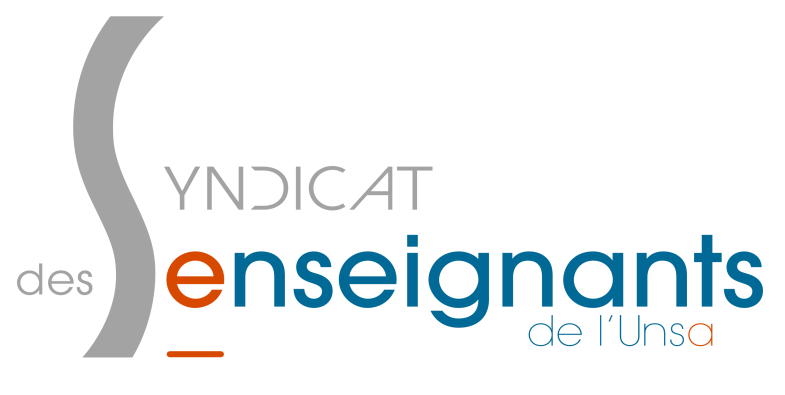 SYNDICAT
des enseignants
de l'Unsa